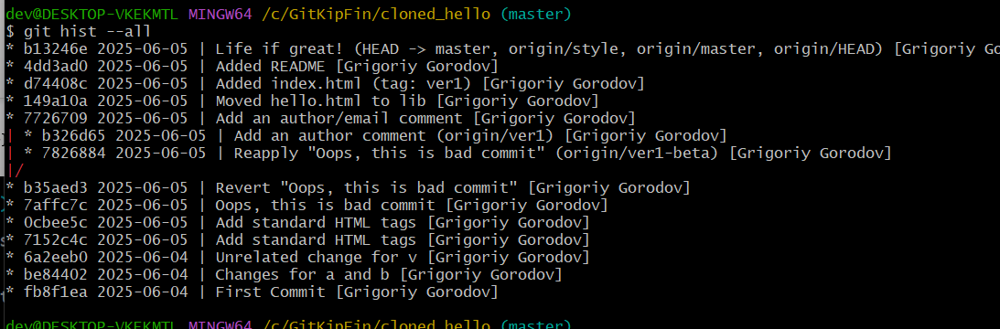 dev@DESKTOP-VKEKMTL MINGW64 /c/GitKipFin/cloned_hello (master)
$ git hist --all
* b13246e 2025-06-05 | Life if great! (HEAD -> master, origin/style, origin/master, origin/HEAD) [Grigoriy Go
* 4dd3ad0 2025-06-05 | Added README [Grigoriy Gorodov]
* d74408c 2025-06-05 | Added index.html (tag: ver1) [Grigoriy Gorodov]
* 149a10a 2025-06-05 | Moved hello.html to lib [Grigoriy Gorodov]
* 7726709 2025-06-05 | Add an author/email comment [Grigoriy Gorodov]
| * b326d65 2025-06-05 | Add an author comment (origin/ver1) [Grigoriy Gorodov]
| * 7826884 2025-06-05 | Reapply "Oops, this is bad commit" (origin/ver1-beta) [Grigoriy Gorodov]
|/
* b35aed3 2025-06-05 | Revert "Oops, this is bad commit" [Grigoriy Gorodov]
* 7affc7c 2025-06-05 | Oops, this is bad commit [Grigoriy Gorodov]
* 0cbee5c 2025-06-05 | Add standard HTML tags [Grigoriy Gorodov]
* 7152c4c 2025-06-05 | Add standard HTML tags [Grigoriy Gorodov]
* 6a2eeb0 2025-06-04 | Unrelated change for v [Grigoriy Gorodov]
* be84402 2025-06-04 | Changes for a and b [Grigoriy Gorodov]
* fb8f1ea 2025-06-04 | First Commit [Grigoriy Gorodov]
dev@DESKTOP-VKEKMTL MINGW64 /c/GitKipFin/cloned_hello (master)